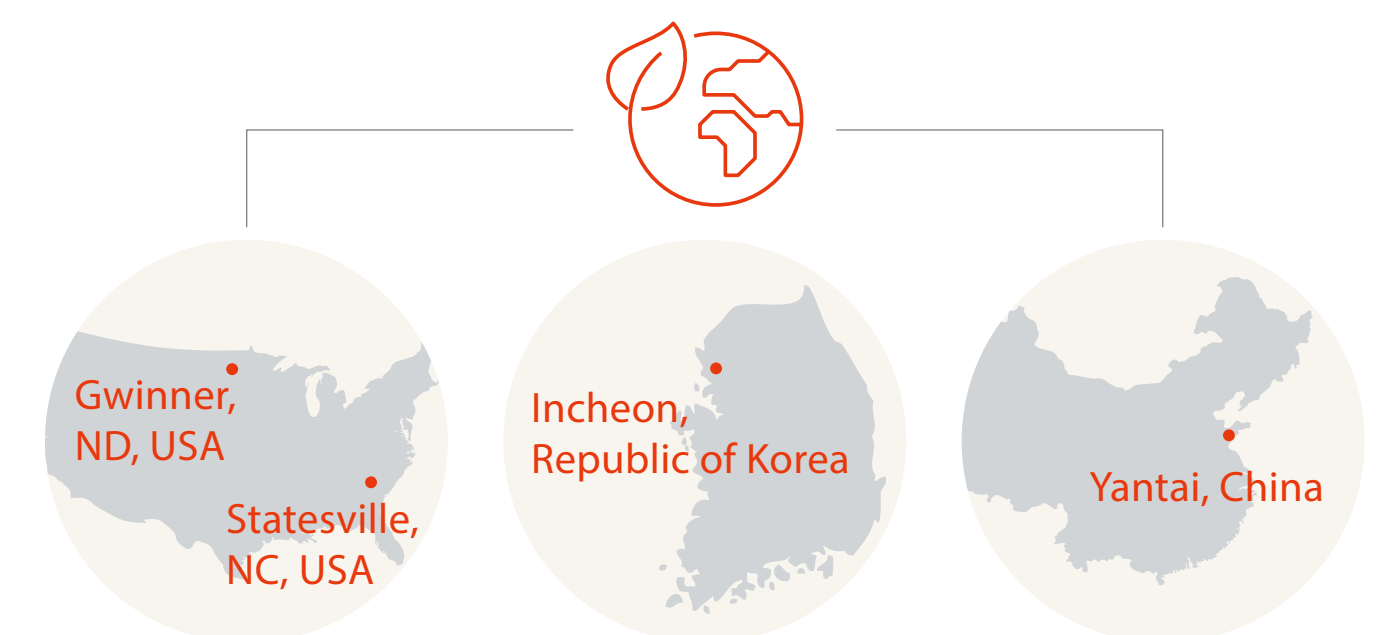 Gwinner,
ND, USA
Statesville,
NC, USA
Incheon,
Republic of Korea
Yantai, China